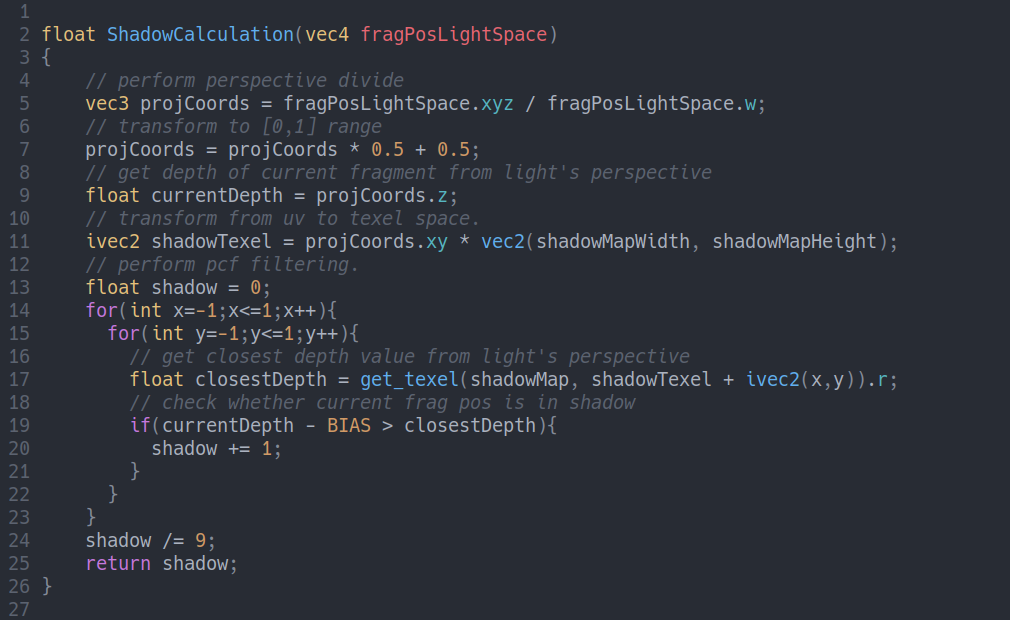 1
2 float ShadowCalculation(vec4 fragPosLightSpace)
3 {
4     // perform perspective divide
5     vec3 projCoords = fragPosLightSpace.xyz / fragPosLightSpace.w;
6     // transform to [0,1] range
7     projCoords = projCoords * 0.5 + 0.5;
8     // get depth of current fragment from light's perspective
9     float currentDepth = projCoords.z;
10     // transform from uv to texel space.
11     ivec2 shadowTexel = projCoords.xy * vec2(shadowMapWidth, shadowMapHeight);
12     // perform pcf filtering.
13     float shadow = 0;
14     for(int x=-1;x<=1;x++){
15       for(int y=-1;y<=1;y++){
16         // get closest depth value from light's perspective
17         float closestDepth = get_texel(shadowMap, shadowTexel + ivec2(x,y)).r;
18         // check whether current frag pos is in shadow
19         if(currentDepth - BIAS > closestDepth){
20           shadow += 1;
21         }
22       }
23     }
24     shadow /= 9;
25     return shadow;
26 }
27